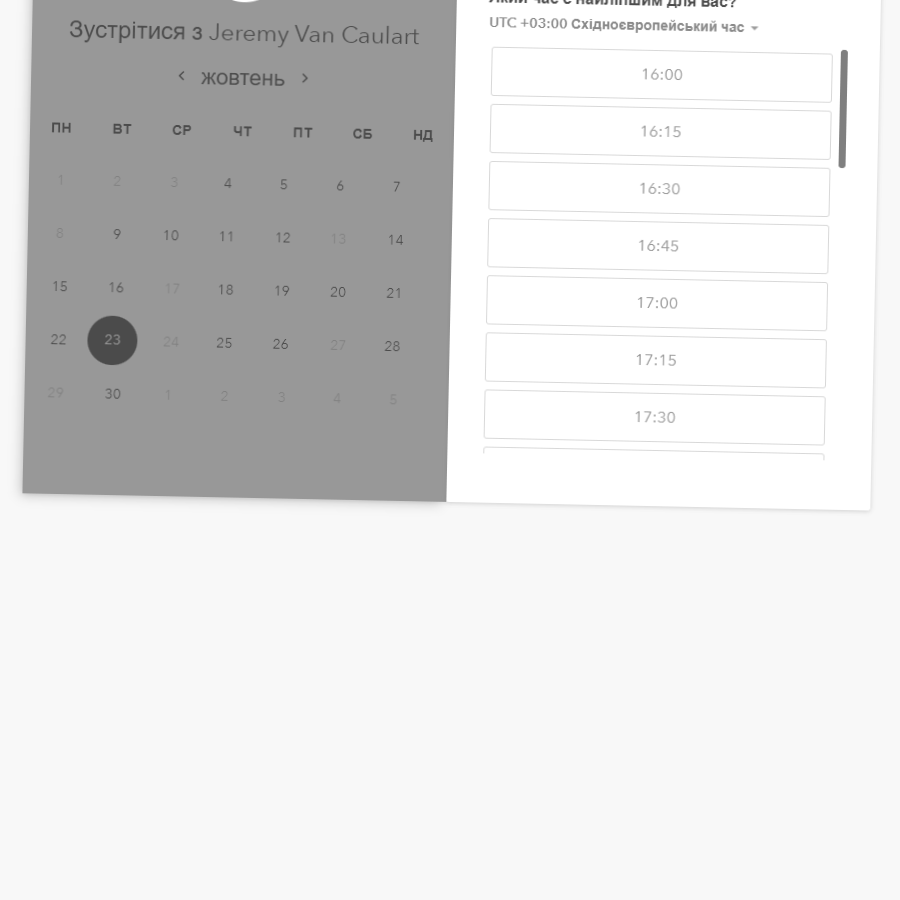 Зустрітися з Jeremy Van Caulart
жовтень
ПН ВТ СР ЧТ ПТ СБ НД
1 2 3 4 5 6 7
8 9 10 11 12 13 14
15 16 17 18 19 20 21
22 23 24 25 26 27 28
29 30 1 2 3 4 5
Який час є найліпшим для вас?
UTC +03:00 Східноєвропейський час
16:00
16:15
16:30
16:45
17:00
17:15
17:30